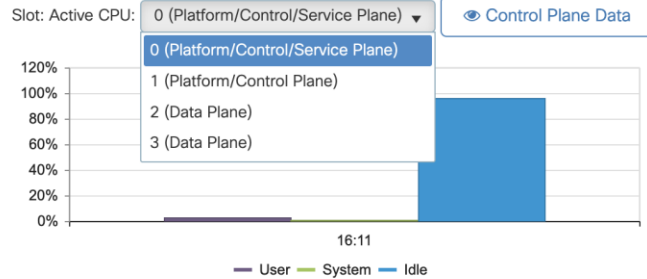 Slot: Active CPU: 0 (Platform/Control/Service Plane) Control Plane Data
0 (Platform/Control/Service Plane)
1 (Platform/Control Plane)
2 (Data Plane)
3 (Data Plane)
120%
100%
80%
60%
40%
20%
0%
16:11
User System Idle